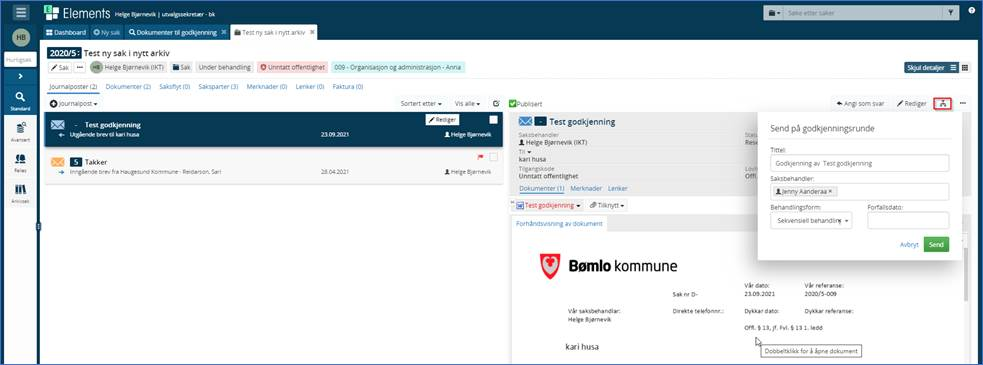 Elements Helge Bjørnevik | utvalgssekretær - bk
Søke etter saker
HB
Dashboard Ny sak Dokumenter til godkjenning × Test ny sak i nytt arkiv ×
Hurtigsøk
Standard
Avansert
Felles
Arkivsøk
2020/5 Test ny sak i nytt arkiv
Sak HB Helge Bjørnevik (IKT) Sak Under behandling Unntatt offentlighet 009 - Organisasjon og administrasjon - Anna
Skjul detaljer
Journalposter (2) Dokumenter (2) Saksflyt (0) Saksparter (3) Merknader (0) Lenker (0) Faktura (0)
Journalpost Sortert etter Vis alle
- Test godkjenning Rediger
Utgående brev til kari husa 23.09.2021 Helge Bjørnevik
S Takker
Inngående brev fra Haugesund Kommune - Reidarson, Sari 28.04.2021 Helge Bjørnevik
Publisert Angi som svar Rediger
- Test godkjenning
Saksbehandler
Helge Bjørnevik (IKT)
Til
kari husa
Tilgangskode
Unntatt offentlighet
Dokumenter (1) Merknader Lenker
Test godkjenning Tilknytt
Forhåndsvisning av dokument
Send på godkjenningsrunde
Tittel:
Godkjenning av Test godkjenning
Saksbehandler:
Jenny Aanderaa ×
Behandlingsform: Forfallsdato:
Sekvensiell behandling
Avbryt Send
Bømlo kommune
Vår dato: Vår referanse:
Sak nr D- 23.09.2021 2020/5-009
Vår saksbehandlar: Direkte telefonnr.: Dykkar dato: Dykkar referanse:
Helge Bjørnevik
Offl. § 13, jf. Fvl. § 13 1. ledd
kari husa
Dobbeltklikk for å åpne dokument